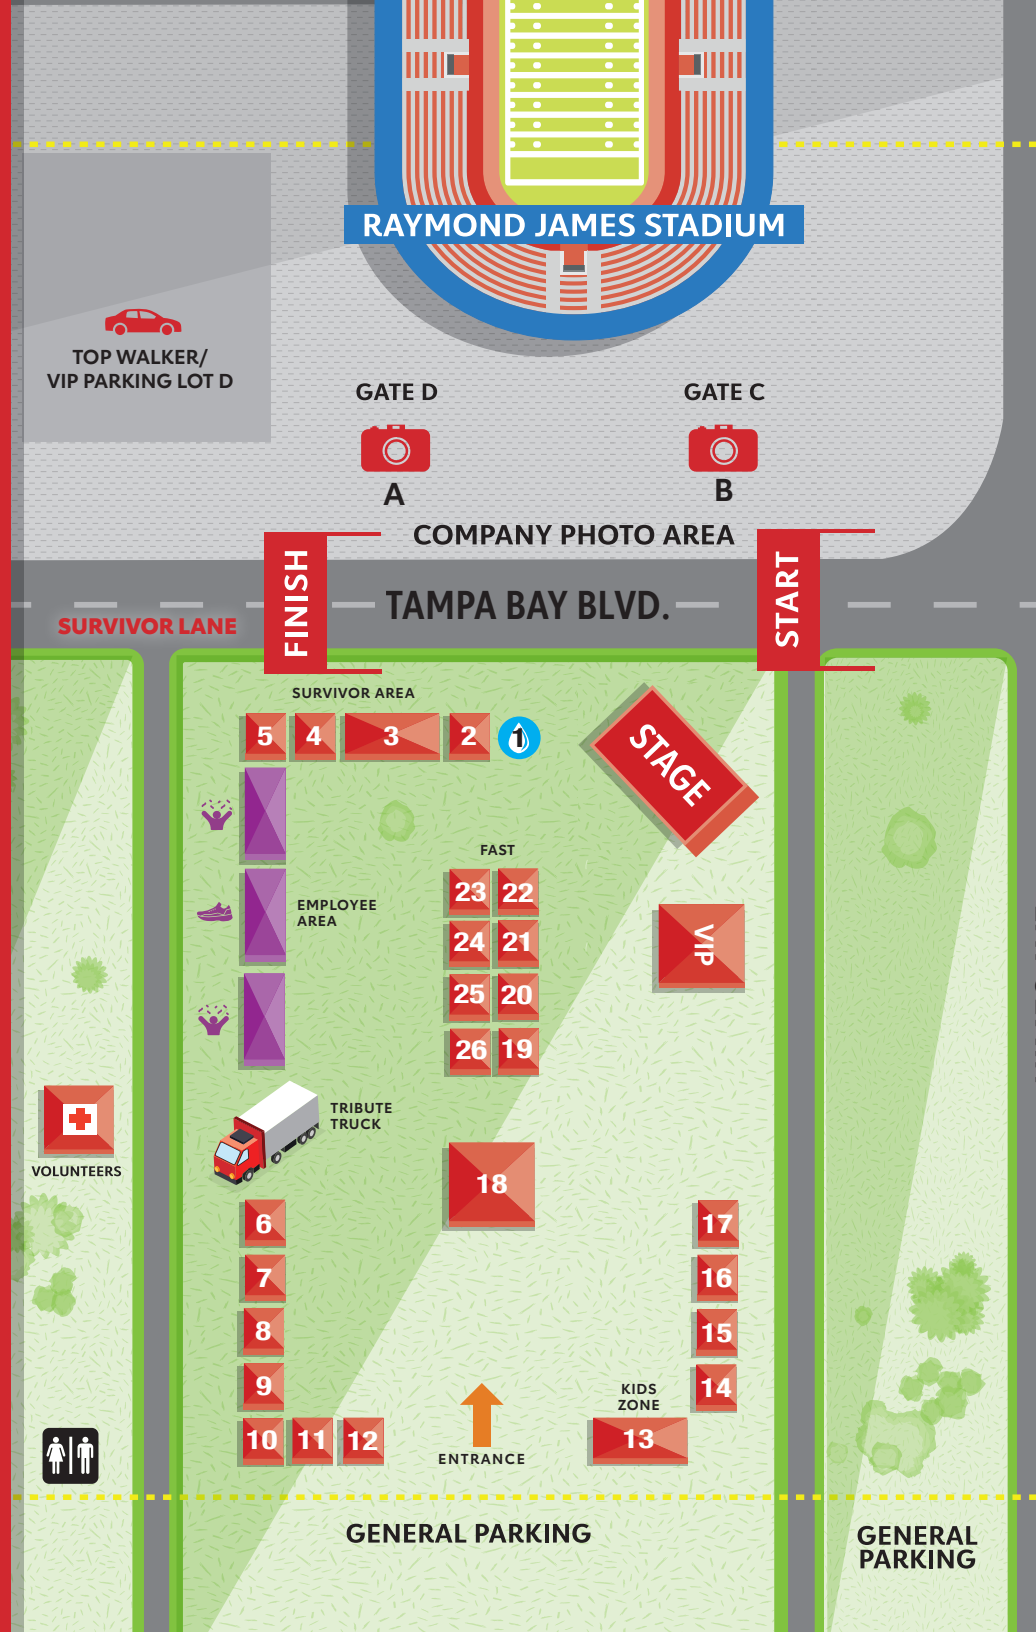 RAYMOND JAMES STADIUM
TOP WALKER/
VIP PARKING LOT D
GATE D
GATE C
A
B
COMPANY PHOTO AREA
FINISH
START
TAMPA BAY BLVD.
SURVIVOR LANE
SURVIVOR AREA
5
4
3
2
1
STAGE
FAST
23
22
EMPLOYEE
AREA
24
21
VIP
25
20
26
19
TRIBUTE
TRUCK
VOLUNTEERS
18
6
17
7
16
8
15
9
14
KIDS
ZONE
10
11
12
13
ENTRANCE
GENERAL PARKING
GENERAL
PARKING